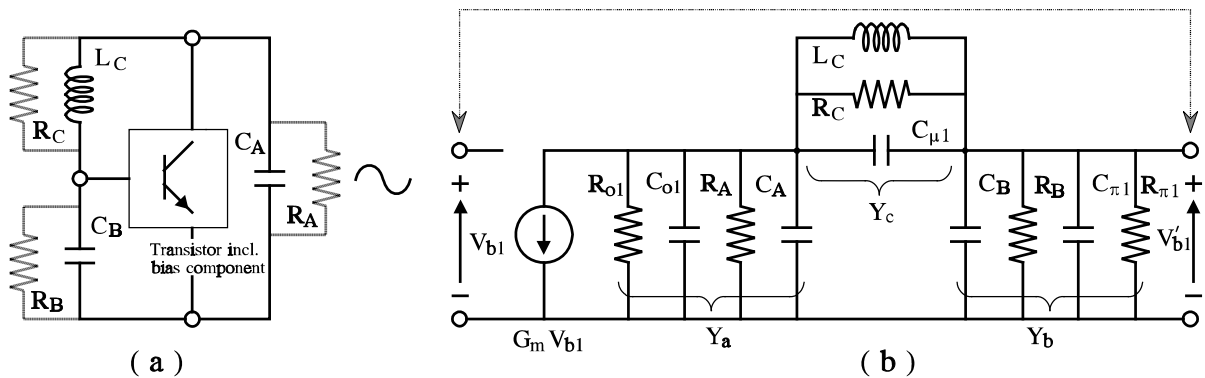 L_C
R_C
C_A
R_A
C_B
R_B
Transistor incl.
bias component
( a )
L_C
R_C
C_μ1
Y_c
+
V_b1
−
G_m V_b1
R_o1
C_o1
R_A
C_A
Y_a
C_B
R_B
C_π1
R_π1
Y_b
+
V_b1′
−
( b )